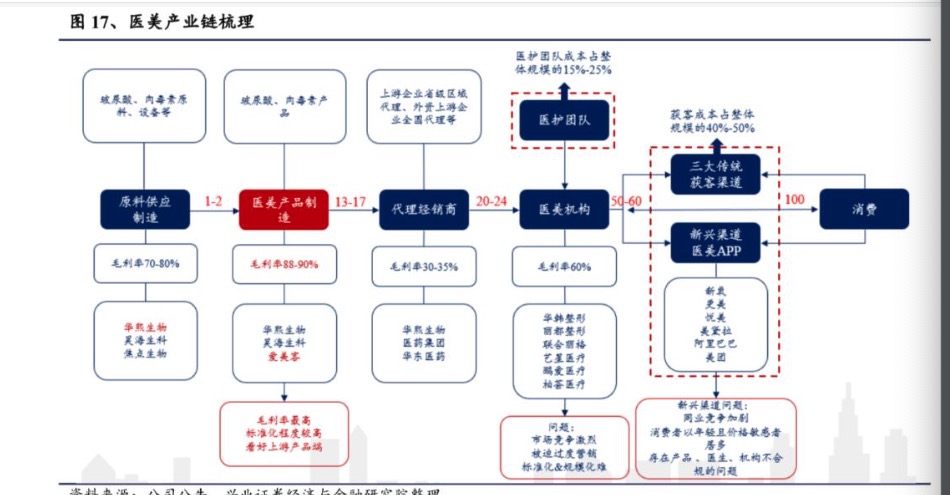 图 17、医美产业链梳理
医护团队成本占整
体规模的15%-25%
玻尿酸、肉毒素原
料、设备等
玻尿酸、肉毒素产
品
上游企业省级区域
代理、外资上游企
业全国代理等
医护团队
获客成本占整体
规模的40%-50%
三大传统
获客渠道
原料供应
制造
1-2
医美产品制
造
13-17
代理经销商
20-24
医美机构
50-60
100
消费
新兴渠道
医美APP
毛利率70-80%
毛利率88-90%
毛利率30-35%
毛利率60%
华熙生物
昊海生科
焦点生物
华熙生物
昊海生科
爱美客
华熙生物
医药集团
华东医药
华韩整形
丽都整形
联合丽格
艺星医疗
鹏爱医疗
柏荟医疗
新氧
更美
悦美
美黛拉
阿里巴巴
美团
毛利率最高
标准化程度较高
看好上游产品端
问题：
市场竞争激烈
被迫过度营销
标准化&规模化难
新兴渠道问题：
同业竞争加剧
消费者以年轻且价格敏感者
居多
存在产品、医生、机构不合
规的问题
资料来源：公司公告，兴业证券经济与金融研究院整理